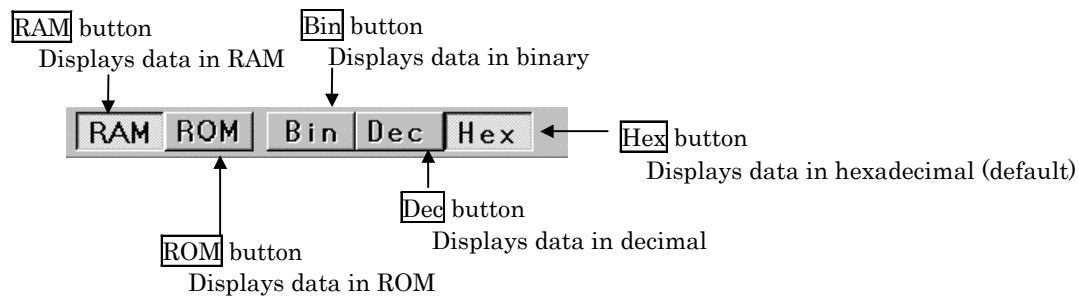 RAM button
Displays data in RAM
Bin button
Displays data in binary
RAM ROM Bin Dec Hex
Hex button
Displays data in hexadecimal (default)
Dec button
Displays data in decimal
ROM button
Displays data in ROM